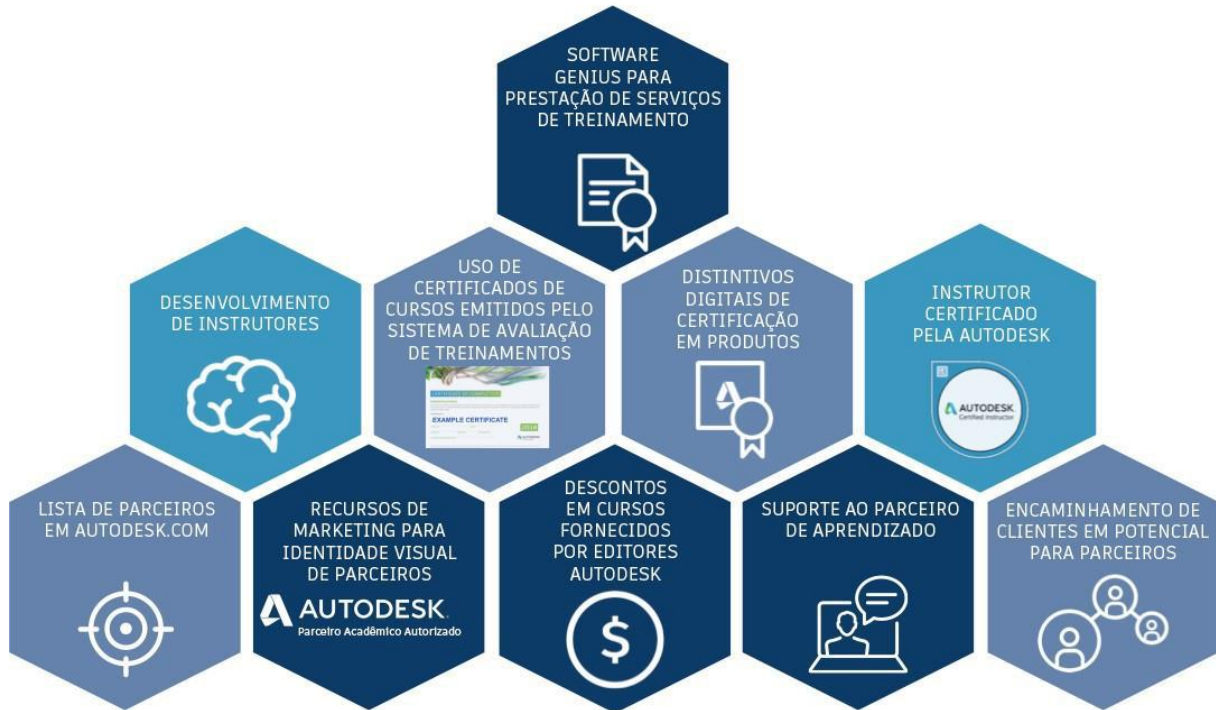 SOFTWARE
GENIUS PARA
PRESTAÇÃO DE SERVIÇOS
DE TREINAMENTO
DESENVOLVIMENTO
DE INSTRUTORES
USO DE
CERTIFICADOS DE
CURSOS EMITIDOS PELO
SISTEMA DE AVALIAÇÃO
DE TREINAMENTOS
EXAMPLE CERTIFICATE
DISTINTIVOS
DIGITAIS DE
CERTIFICAÇÃO
EM PRODUTOS
INSTRUTOR
CERTIFICADO
PELA AUTODESK
AUTODESK
Certified Instructor
LISTA DE PARCEIROS
EM AUTODESK.COM
RECURSOS DE
MARKETING PARA
IDENTIDADE VISUAL
DE PARCEIROS
AUTODESK.
Parceiro Acadêmico Autorizado
DESCONTOS
EM CURSOS
FORNECIDOS
POR EDITORES
AUTODESK
$
SUPORTE AO PARCEIRO
DE APRENDIZADO
ENCAMINHAMENTO DE
CLIENTES EM POTENCIAL
PARA PARCEIROS